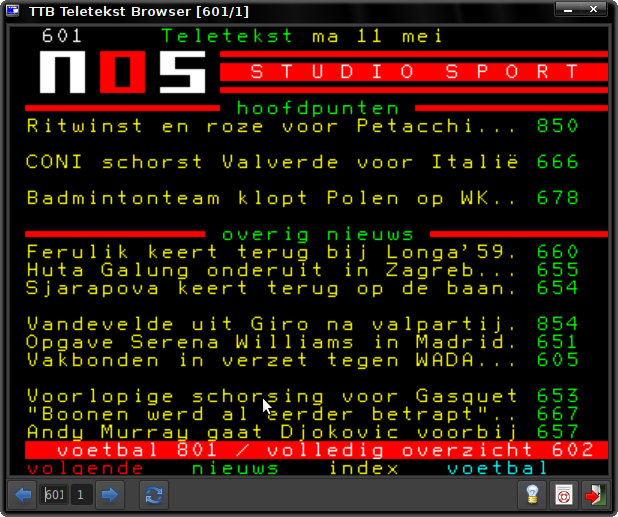 TTB Teletekst Browser [601/1]
601 Teletekst ma 11 mei
NOS STUDIO SPORT
hoofdpunten
Ritwinst en roze voor Petacchi... 850
CONI schorst Valverde voor Italië 666
Badmintonteam klopt Polen op WK.. 678
overig nieuws
Ferulik keert terug bij Longa'59. 660
Huta Galung onderuit in Zagreb... 655
Sjarapova keert terug op de baan. 654
Vandevelde uit Giro na valpartij. 854
Opgave Serena Williams in Madrid. 651
Vakbonden in verzet tegen WADA... 605
Voorlopige schorsing voor Gasquet 653
"Boonen werd al eerder betrapt".. 667
Andy Murray gaat Djokovic voorbij 657
voetbal 801 / volledig overzicht 602
volgende nieuws index voetbal
601 1